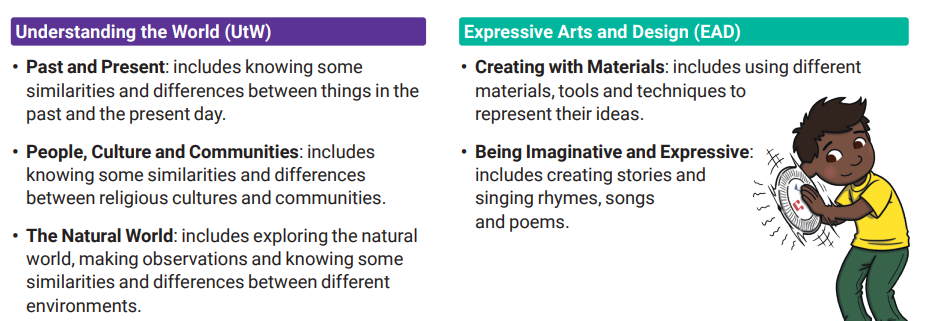 Understanding the World (UtW)
• Past and Present: includes knowing some
similarities and differences between things in the
past and the present day.
• People, Culture and Communities: includes
knowing some similarities and differences
between religious cultures and communities.
• The Natural World: includes exploring the natural
world, making observations and knowing some
similarities and differences between different
environments.
Expressive Arts and Design (EAD)
• Creating with Materials: includes using different
materials, tools and techniques to
represent their ideas.
• Being Imaginative and Expressive:
includes creating stories and
singing rhymes, songs
and poems.